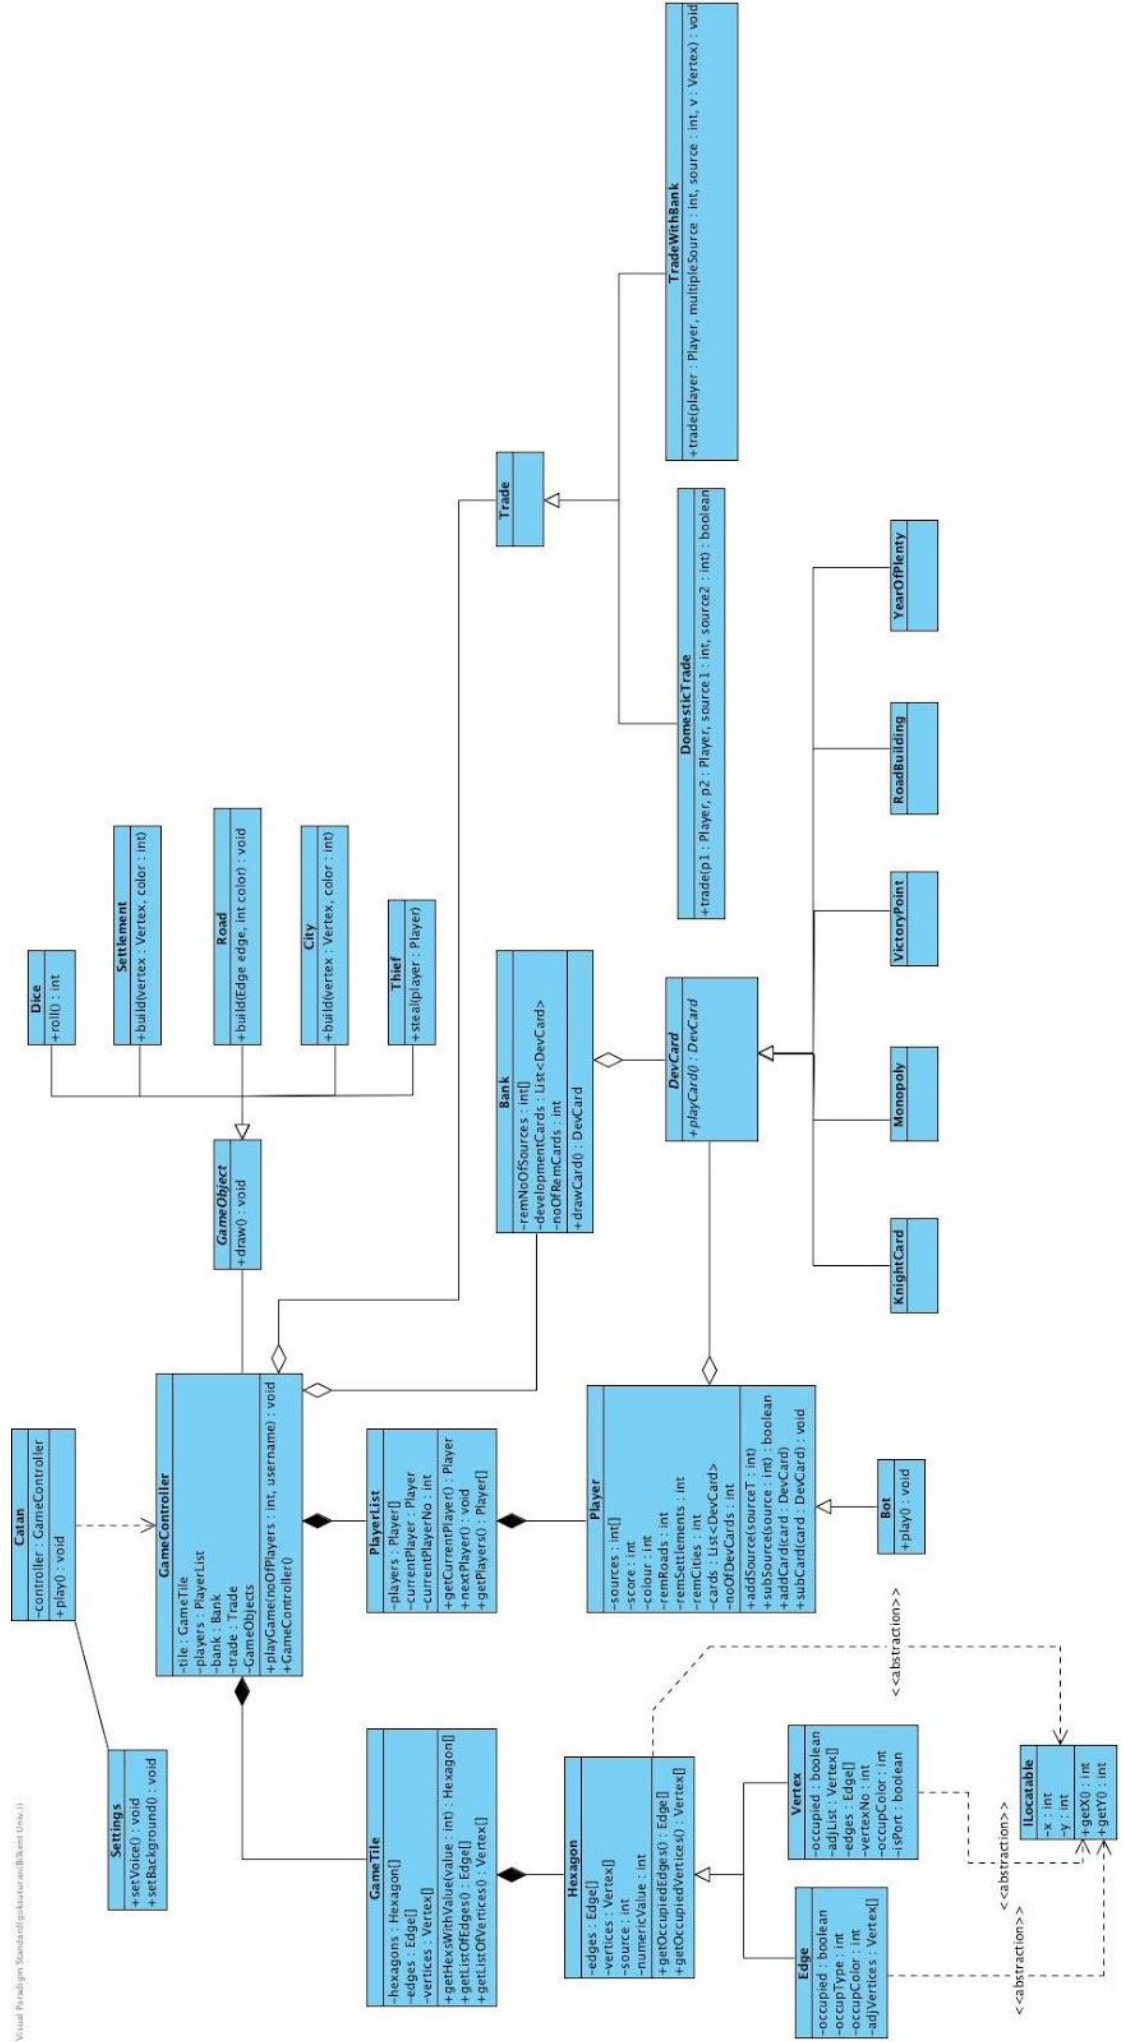 Visual Paradigm Standard(goksuturan(Bilkent Univ.))
Catan
-controller : GameController
+play() : void
Settings
+setVoice() : void
+setBackground() : void
GameController
-tile : GameTile
-players : PlayerList
-bank : Bank
-trade : Trade
-GameObjects
+playGame(noOfPlayers : int, username) : void
+GameController()
GameObject
+draw() : void
Dice
+roll() : int
Settlement
+build(vertex : Vertex, color : int)
Road
+build(Edge edge, int color) : void
City
+build(vertex : Vertex, color : int)
Thief
+steal(player : Player)
GameTile
-hexagons : Hexagon[]
-edges : Edge[]
-vertices : Vertex[]
+getHexsWithValue(value : int) : Hexagon[]
+getListOfEdges() : Edge[]
+getListOfVertices() : Vertex[]
PlayerList
-players : Player[]
-currentPlayer : Player
-currentPlayerNo : int
+getCurrentPlayer() : Player
+nextPlayer() : void
+getPlayers() : Player[]
Bank
-remNoOfSources : int[]
-developmentCards : List<DevCard>
-noOfRemCards : int
+drawCard() : DevCard
Trade
Hexagon
-edges : Edge[]
-vertices : Vertex[]
-source : int
-numericValue : int
+getOccupiedEdges() : Edge[]
+getOccupiedVertices() : Vertex[]
Player
-sources : int[]
-score : int
-colour : int
-remRoads : int
-remSettlements : int
-remCities : int
-cards : List<DevCard>
-noOfDevCards : int
+addSource(sourceT : int)
+subSource(source : int) : boolean
+addCard(card : DevCard)
+subCard(card : DevCard) : void
DevCard
+playCard() : DevCard
DomesticTrade
+trade(p1 : Player, p2 : Player, source1 : int, source2 : int) : boolean
TradeWithBank
+trade(player : Player, multipleSource : int, source : int, v : Vertex) : void
Edge
-occupied : boolean
-occupType : int
-occupColor : int
-adjVertices : Vertex[]
Vertex
-occupied : boolean
-adjList : Vertex[]
-edges : Edge[]
-vertexNo : int
-occupColor : int
-isPort : boolean
Bot
+play() : void
KnightCard
Monopoly
VictoryPoint
RoadBuilding
YearOfPlenty
<<abstraction>>
<<abstraction>>
<<abstraction>>
ILocatable
-x : int
-y : int
+getX() : int
+getY() : int